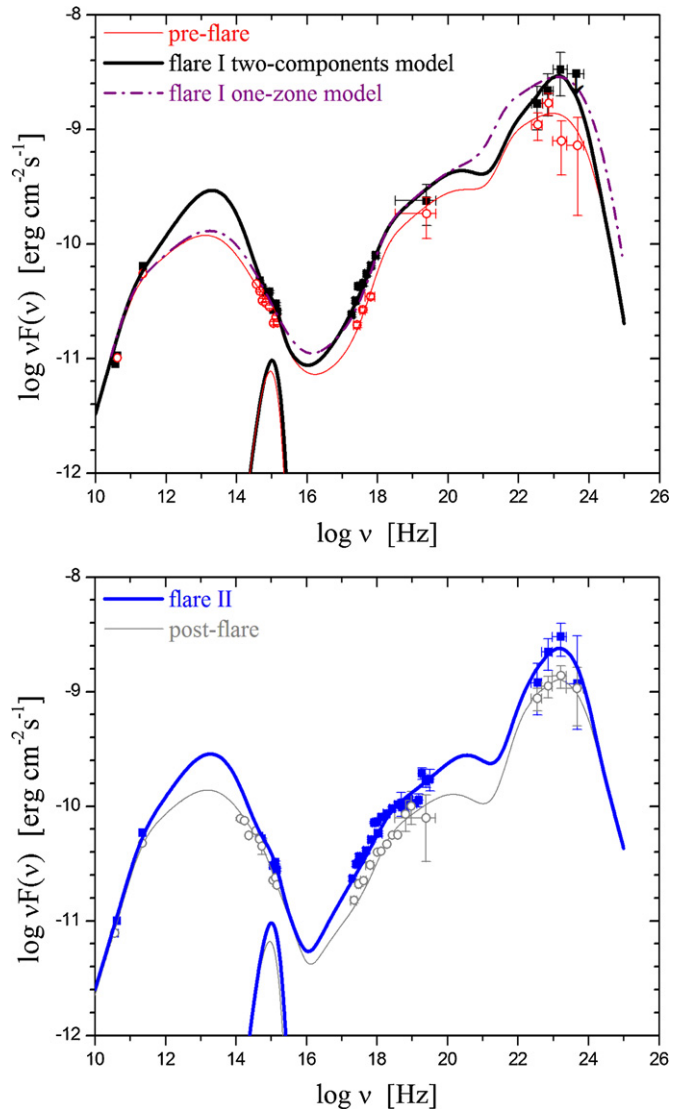 pre-flare
flare I two-components model
flare I one-zone model
-8
-9
-10
-11
-12
log νF(ν) [erg cm⁻²s⁻¹]
10 12 14 16 18 20 22 24 26
log ν [Hz]
flare II
post-flare
-8
-9
-10
-11
-12
log νF(ν) [erg cm⁻²s⁻¹]
10 12 14 16 18 20 22 24 26
log ν [Hz]